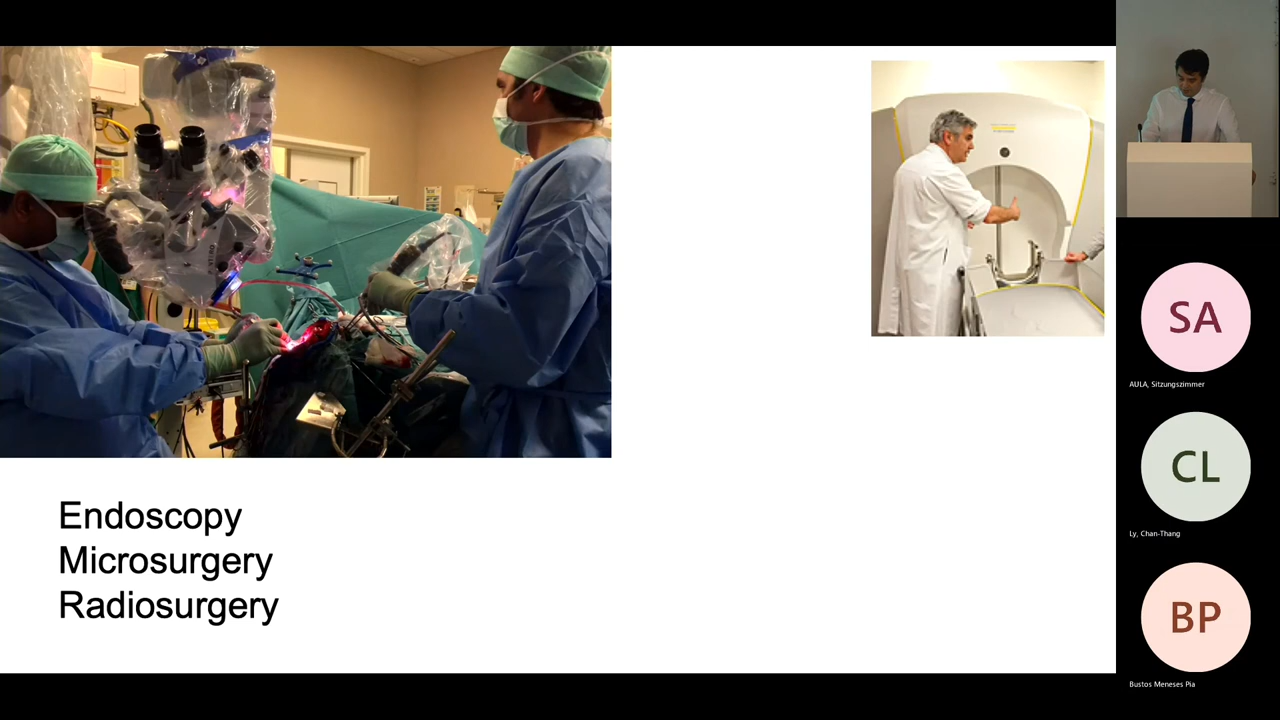 Endoscopy
Microsurgery
Radiosurgery
SA
AULA, Sitzungszimmer
CL
Ly, Chan-Thang
BP
Bustos Meneses Pia